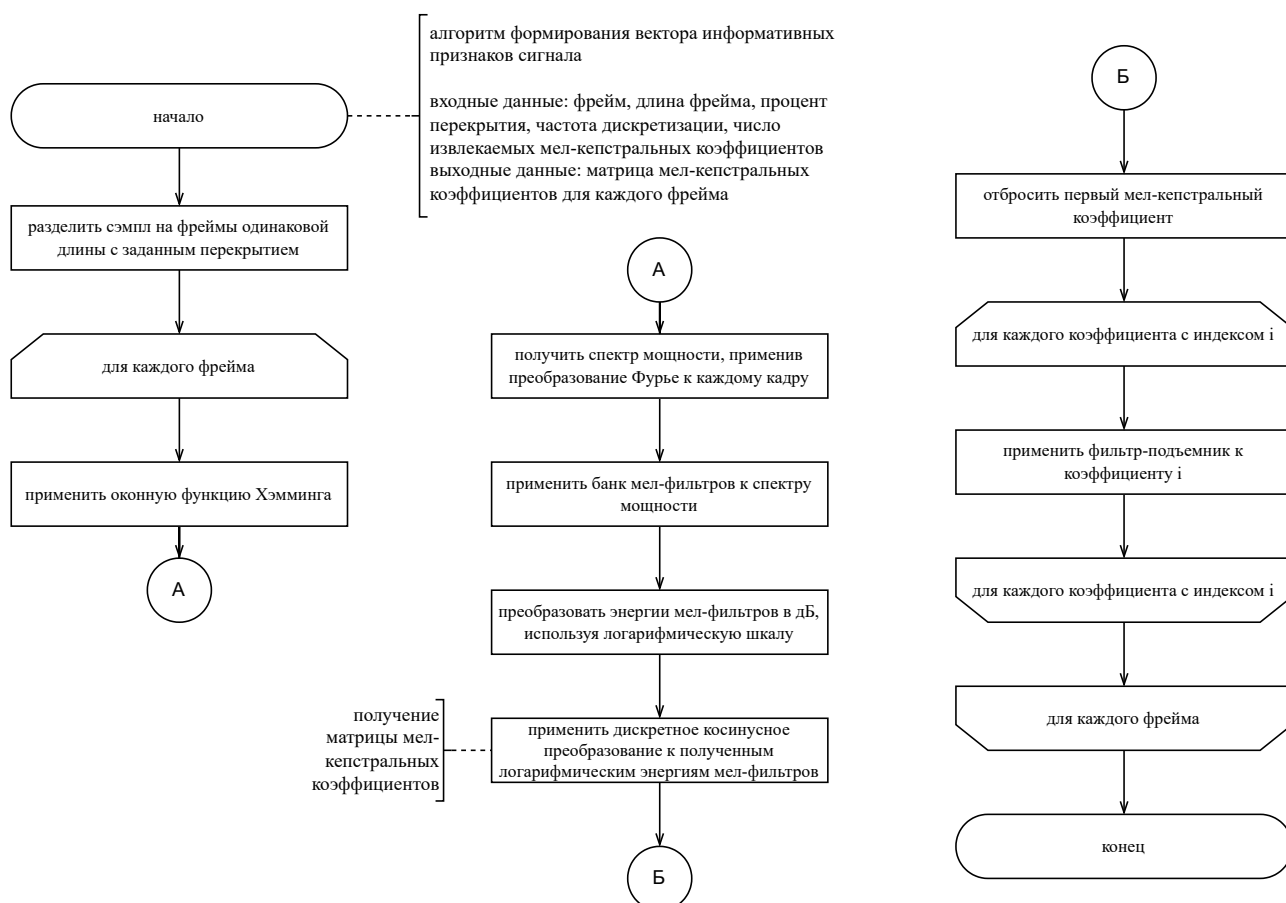 алгоритм формирования вектора информативных
признаков сигнала
входные данные: фрейм, длина фрейма, процент
перекрытия, частота дискретизации, число
извлекаемых мел-кепстральных коэффициентов
выходные данные: матрица мел-кепстральных
коэффициентов для каждого фрейма
начало
разделить сэмпл на фреймы одинаковой
длины с заданным перекрытием
для каждого фрейма
применить оконную функцию Хэмминга
А
А
получить спектр мощности, применив
преобразование Фурье к каждому кадру
применить банк мел-фильтров к спектру
мощности
преобразовать энергии мел-фильтров в дБ,
используя логарифмическую шкалу
получение
матрицы мел-
кепстральных
коэффициентов
применить дискретное косинусное
преобразование к полученным
логарифмическим энергиям мел-фильтров
Б
Б
отбросить первый мел-кепстральный
коэффициент
для каждого коэффициента с индексом i
применить фильтр-подъемник к
коэффициенту i
для каждого коэффициента с индексом i
для каждого фрейма
конец